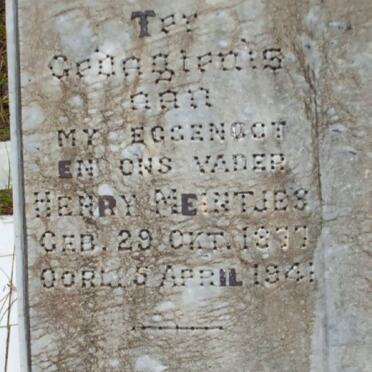 Ter
Gedagtenis
aan
MY EGGENOOT
EN ONS VADER
HENRY MEINTJES
GEB. 29 OKT. 1877
OORL. 5 APRIL 1941